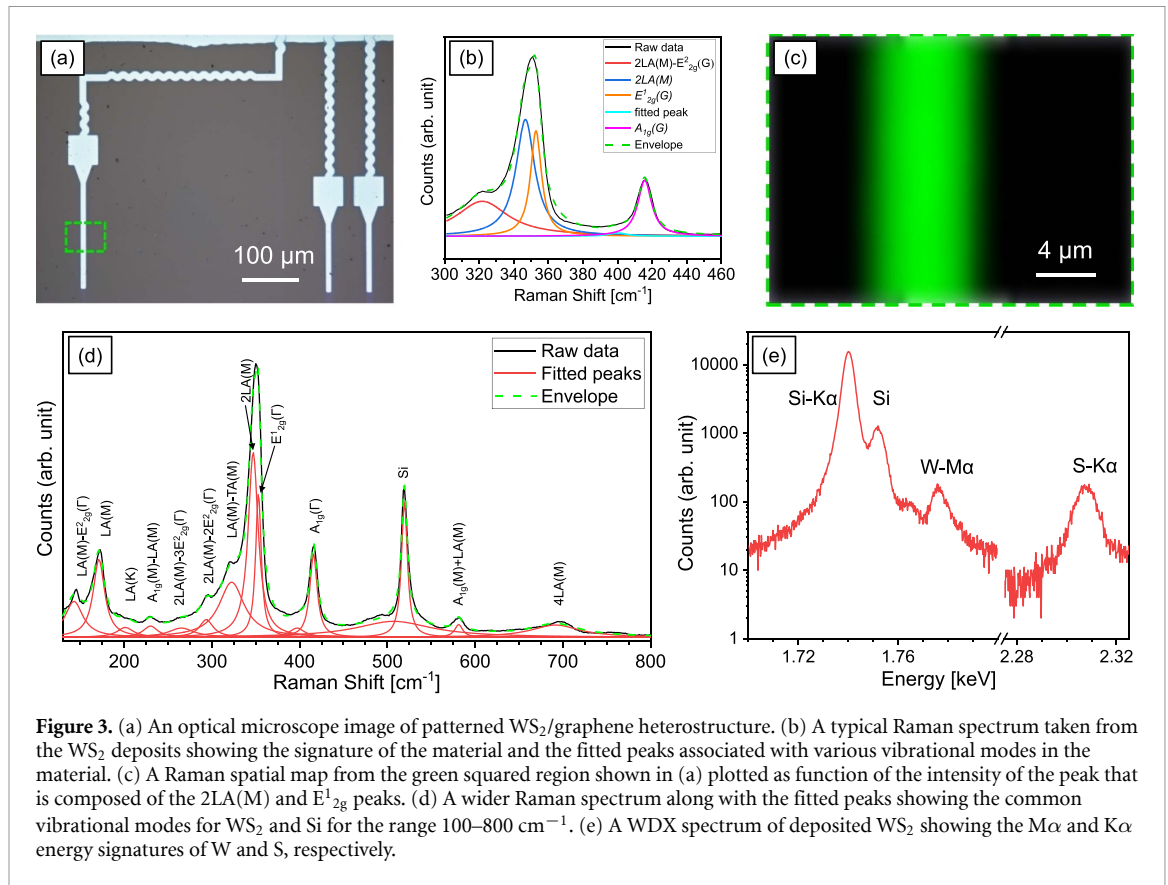 (a)
100 µm
(b)
Raw data
2LA(M)-E²₂g(G)
2LA(M)
E¹₂g(G)
fitted peak
A₁g(G)
Envelope
Counts (arb. unit)
300 320 340 360 380 400 420 440 460
Raman Shift [cm⁻¹]
(c)
4 µm
(d)
Raw data
Fitted peaks
Envelope
LA(M)-E²₂g(Γ)
LA(M)
LA(K)
A₁g(M)-LA(M)
2LA(M)-3E²₂g(Γ)
2LA(M)-2E²₂g(Γ)
LA(M)-TA(M)
2LA(M)
E¹₂g(Γ)
A₁g(Γ)
Si
A₁g(M)+LA(M)
4LA(M)
Counts (arb. unit)
200 300 400 500 600 700 800
Raman Shift [cm⁻¹]
(e)
Si-Kα
Si
W-Mα
S-Kα
10000
1000
100
10
1
Counts (arb. unit)
1.72 1.76 2.28 2.32
Energy [keV]
Figure 3. (a) An optical microscope image of patterned WS₂/graphene heterostructure. (b) A typical Raman spectrum taken from
the WS₂ deposits showing the signature of the material and the fitted peaks associated with various vibrational modes in the
material. (c) A Raman spatial map from the green squared region shown in (a) plotted as function of the intensity of the peak that
is composed of the 2LA(M) and E¹₂g peaks. (d) A wider Raman spectrum along with the fitted peaks showing the common
vibrational modes for WS₂ and Si for the range 100–800 cm⁻¹. (e) A WDX spectrum of deposited WS₂ showing the Mα and Kα
energy signatures of W and S, respectively.